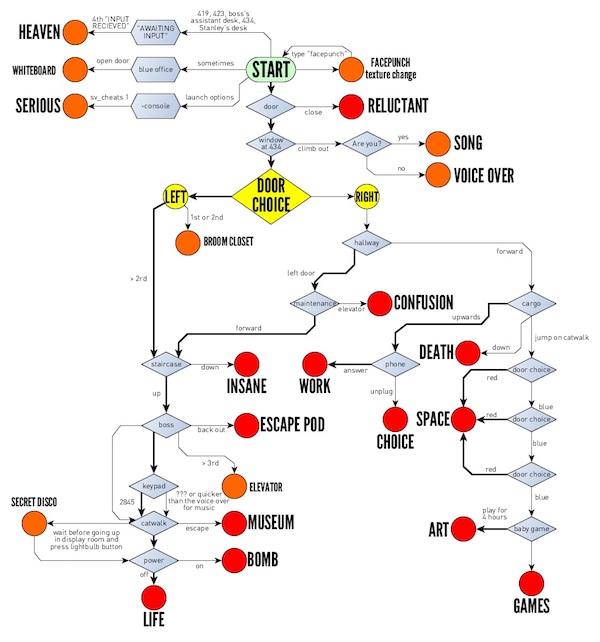 419, 423, boss's
assistant desk, 434,
Stanley's desk
4th "INPUT
RECIEVED"
HEAVEN
"AWAITING
INPUT"
type "facepunch"
open door
sometimes
WHITEBOARD
blue office
START
FACEPUNCH
texture change
sv_cheats 1
launch options
SERIOUS
~console
door
close
RELUCTANT
window
at 434
climb out
Are you?
yes
SONG
no
VOICE OVER
DOOR
CHOICE
LEFT
RIGHT
1st or 2nd
BROOM CLOSET
hallway
forward
> 2rd
left door
maintenance
elevator
CONFUSION
cargo
upwards
forward
jump on catwalk
down
DEATH
staircase
down
INSANE
answer
WORK
phone
door choice
red
unplug
up
CHOICE
blue
SPACE
red
door choice
boss
back out
ESCAPE POD
blue
> 3rd
red
door choice
keypad
ELEVATOR
2845
??? or quicker
than the voice over
for music
blue
SECRET DISCO
catwalk
escape
MUSEUM
play for
4 hours
ART
baby game
wait before going up
in display room and
press lightbulb button
power
on
BOMB
off
LIFE
GAMES